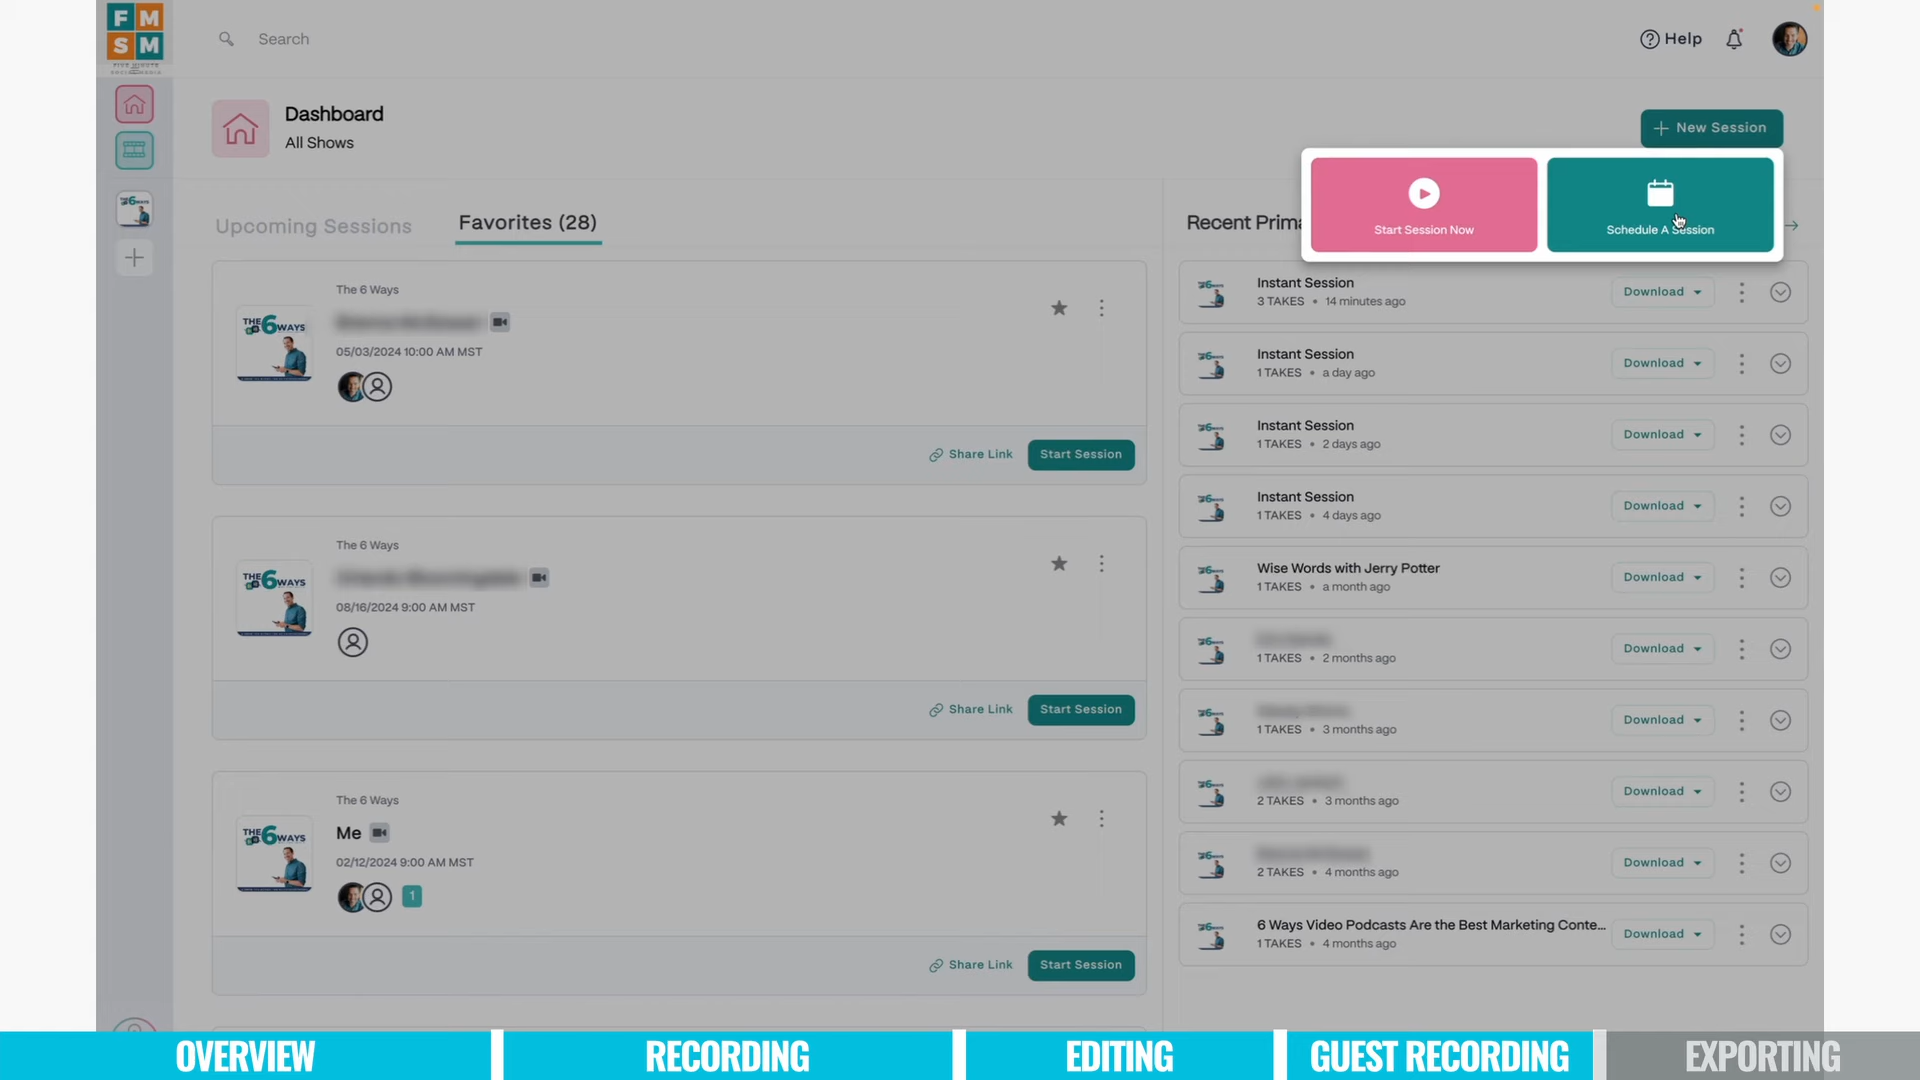 F M
S M
FIVE MINUTE
SOCIAL MEDIA
Search
Help
Dashboard
All Shows
+ New Session
Start Session Now
Schedule A Session
Upcoming Sessions
Favorites (28)
The 6 Ways
THE 6 WAYS
05/03/2024 10:00 AM MST
Share Link
Start Session
The 6 Ways
THE 6 WAYS
08/16/2024 9:00 AM MST
Share Link
Start Session
The 6 Ways
THE 6 WAYS
Me
02/12/2024 9:00 AM MST
1
Share Link
Start Session
Recent Prima
Instant Session
3 TAKES • 14 minutes ago
Download
Instant Session
1 TAKES • a day ago
Download
Instant Session
1 TAKES • 2 days ago
Download
Instant Session
1 TAKES • 4 days ago
Download
Wise Words with Jerry Potter
1 TAKES • a month ago
Download
1 TAKES • 2 months ago
Download
1 TAKES • 3 months ago
Download
2 TAKES • 3 months ago
Download
2 TAKES • 4 months ago
Download
6 Ways Video Podcasts Are the Best Marketing Conte...
1 TAKES • 4 months ago
Download
OVERVIEW
RECORDING
EDITING
GUEST RECORDING
EXPORTING